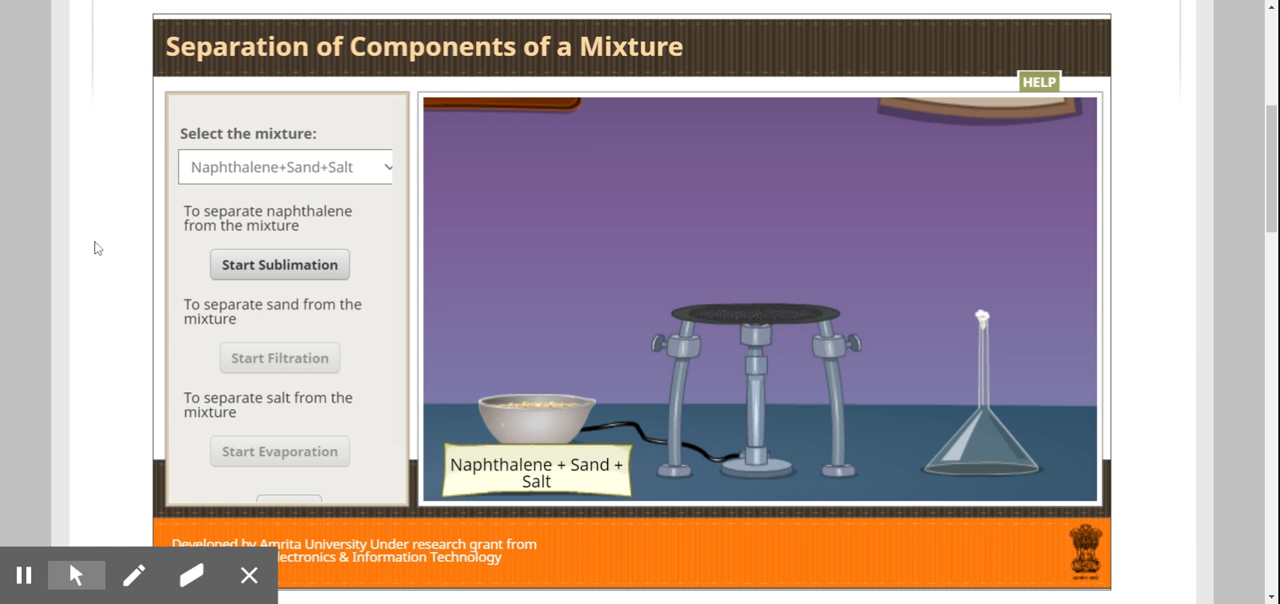 Separation of Components of a Mixture
HELP
Select the mixture:
Naphthalene+Sand+Salt
To separate naphthalene
from the mixture
Start Sublimation
To separate sand from the
mixture
Start Filtration
To separate salt from the
mixture
Start Evaporation
Naphthalene + Sand +
Salt
Developed by Amrita University Under research grant from
lectronics & Information Technology